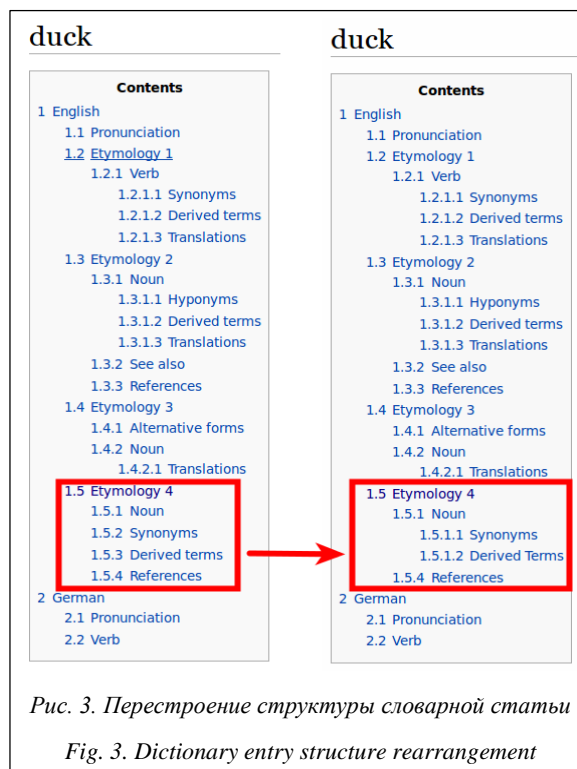 duck
Contents
1 English
1.1 Pronunciation
1.2 Etymology 1
1.2.1 Verb
1.2.1.1 Synonyms
1.2.1.2 Derived terms
1.2.1.3 Translations
1.3 Etymology 2
1.3.1 Noun
1.3.1.1 Hyponyms
1.3.1.2 Derived terms
1.3.1.3 Translations
1.3.2 See also
1.3.3 References
1.4 Etymology 3
1.4.1 Alternative forms
1.4.2 Noun
1.4.2.1 Translations
1.5 Etymology 4
1.5.1 Noun
1.5.2 Synonyms
1.5.3 Derived terms
1.5.4 References
2 German
2.1 Pronunciation
2.2 Verb
duck
Contents
1 English
1.1 Pronunciation
1.2 Etymology 1
1.2.1 Verb
1.2.1.1 Synonyms
1.2.1.2 Derived terms
1.2.1.3 Translations
1.3 Etymology 2
1.3.1 Noun
1.3.1.1 Hyponyms
1.3.1.2 Derived terms
1.3.1.3 Translations
1.3.2 See also
1.3.3 References
1.4 Etymology 3
1.4.1 Alternative forms
1.4.2 Noun
1.4.2.1 Translations
1.5 Etymology 4
1.5.1 Noun
1.5.1.1 Synonyms
1.5.1.2 Derived Terms
1.5.4 References
2 German
2.1 Pronunciation
2.2 Verb
Рис. 3. Перестроение структуры словарной статьи
Fig. 3. Dictionary entry structure rearrangement